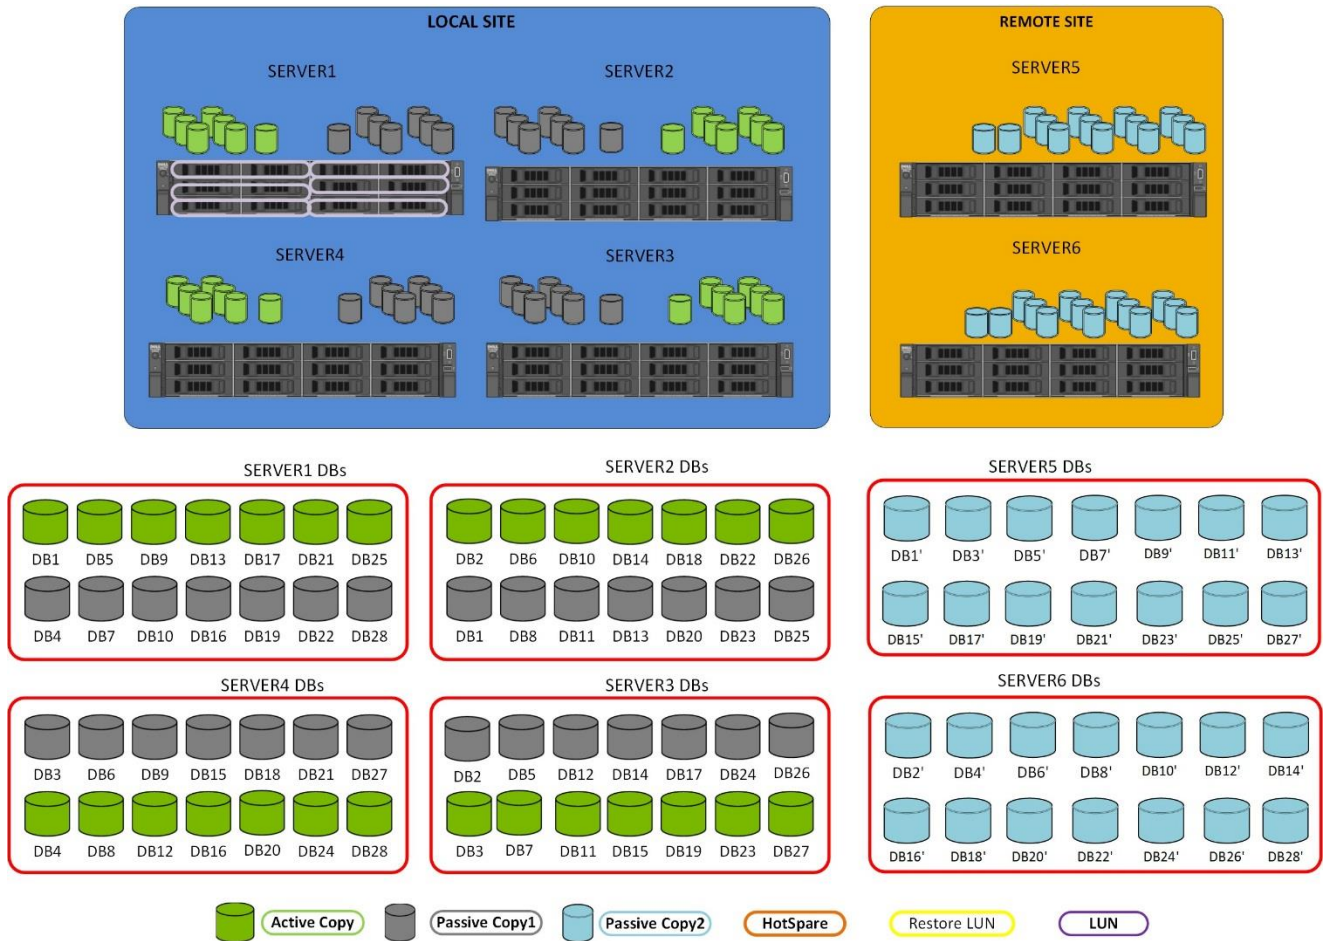 LOCAL SITE
REMOTE SITE
SERVER1
SERVER2
SERVER5
SERVER4
SERVER3
SERVER6
SERVER1 DBs
DB1 DB5 DB9 DB13 DB17 DB21 DB25
DB4 DB7 DB10 DB16 DB19 DB22 DB28
SERVER2 DBs
DB2 DB6 DB10 DB14 DB18 DB22 DB26
DB1 DB8 DB11 DB13 DB20 DB23 DB25
SERVER5 DBs
DB1' DB3' DB5' DB7' DB9' DB11' DB13'
DB15' DB17' DB19' DB21' DB23' DB25' DB27'
SERVER4 DBs
DB3 DB6 DB9 DB15 DB18 DB21 DB27
DB4 DB8 DB12 DB16 DB20 DB24 DB28
SERVER3 DBs
DB2 DB5 DB12 DB14 DB17 DB24 DB26
DB3 DB7 DB11 DB15 DB19 DB23 DB27
SERVER6 DBs
DB2' DB4' DB6' DB8' DB10' DB12' DB14'
DB16' DB18' DB20' DB22' DB24' DB26' DB28'
Active Copy Passive Copy1 Passive Copy2 HotSpare Restore LUN LUN